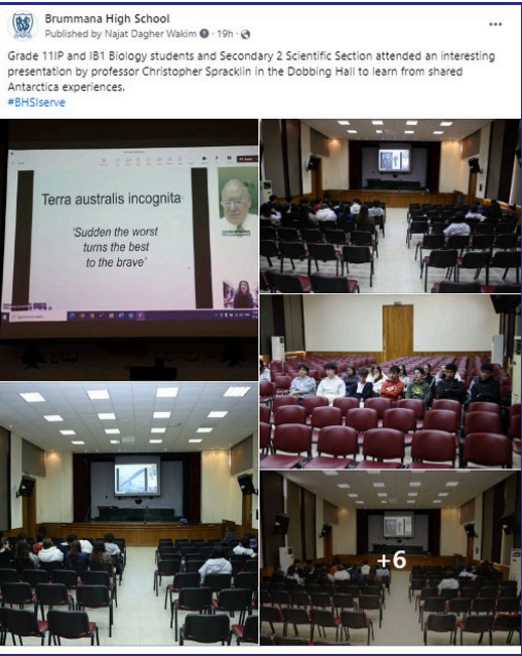 Brummana High School
Published by Najat Dagher Wakim · 19h ·
Grade 11IP and IB1 Biology students and Secondary 2 Scientific Section attended an interesting
presentation by professor Christopher Spracklin in the Dobbing Hall to learn from shared
Antarctica experiences.
#BHSIserve
Terra australis incognita
'Sudden the worst
turns the best
to the brave'
+6